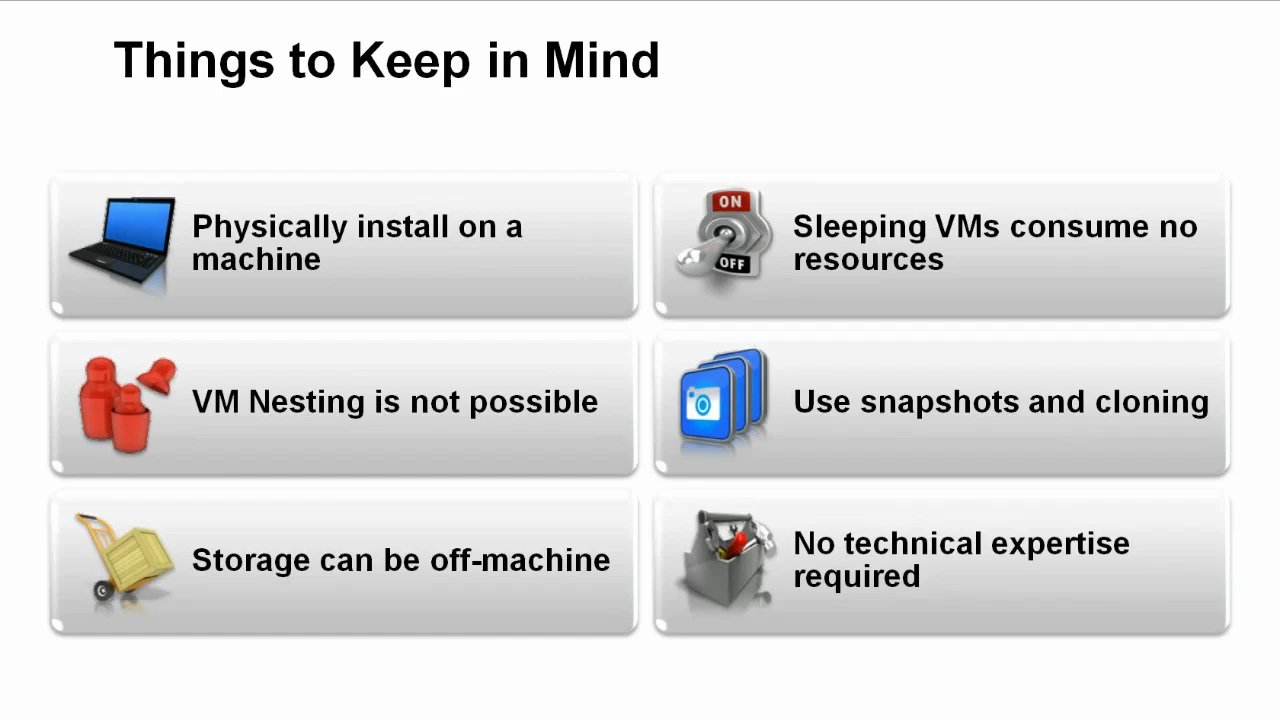 Things to Keep in Mind
Physically install on a
machine
ON
OFF
Sleeping VMs consume no
resources
VM Nesting is not possible
Use snapshots and cloning
Storage can be off-machine
No technical expertise
required